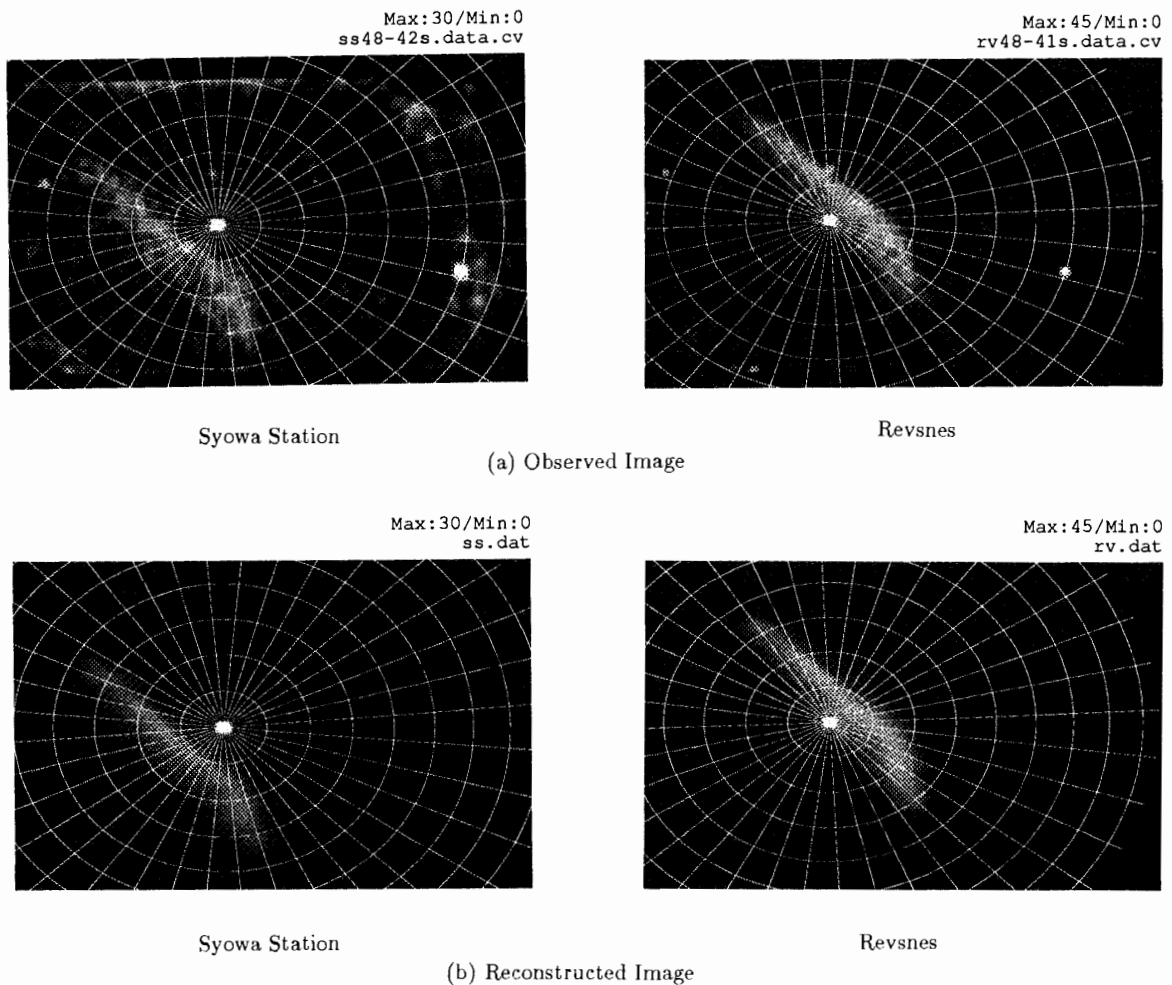 Max:30/Min:0
ss48-42s.data.cv
Max:45/Min:0
rv48-41s.data.cv
Syowa Station
Revsnes
(a) Observed Image
Max:30/Min:0
ss.dat
Max:45/Min:0
rv.dat
Syowa Station
Revsnes
(b) Reconstructed Image